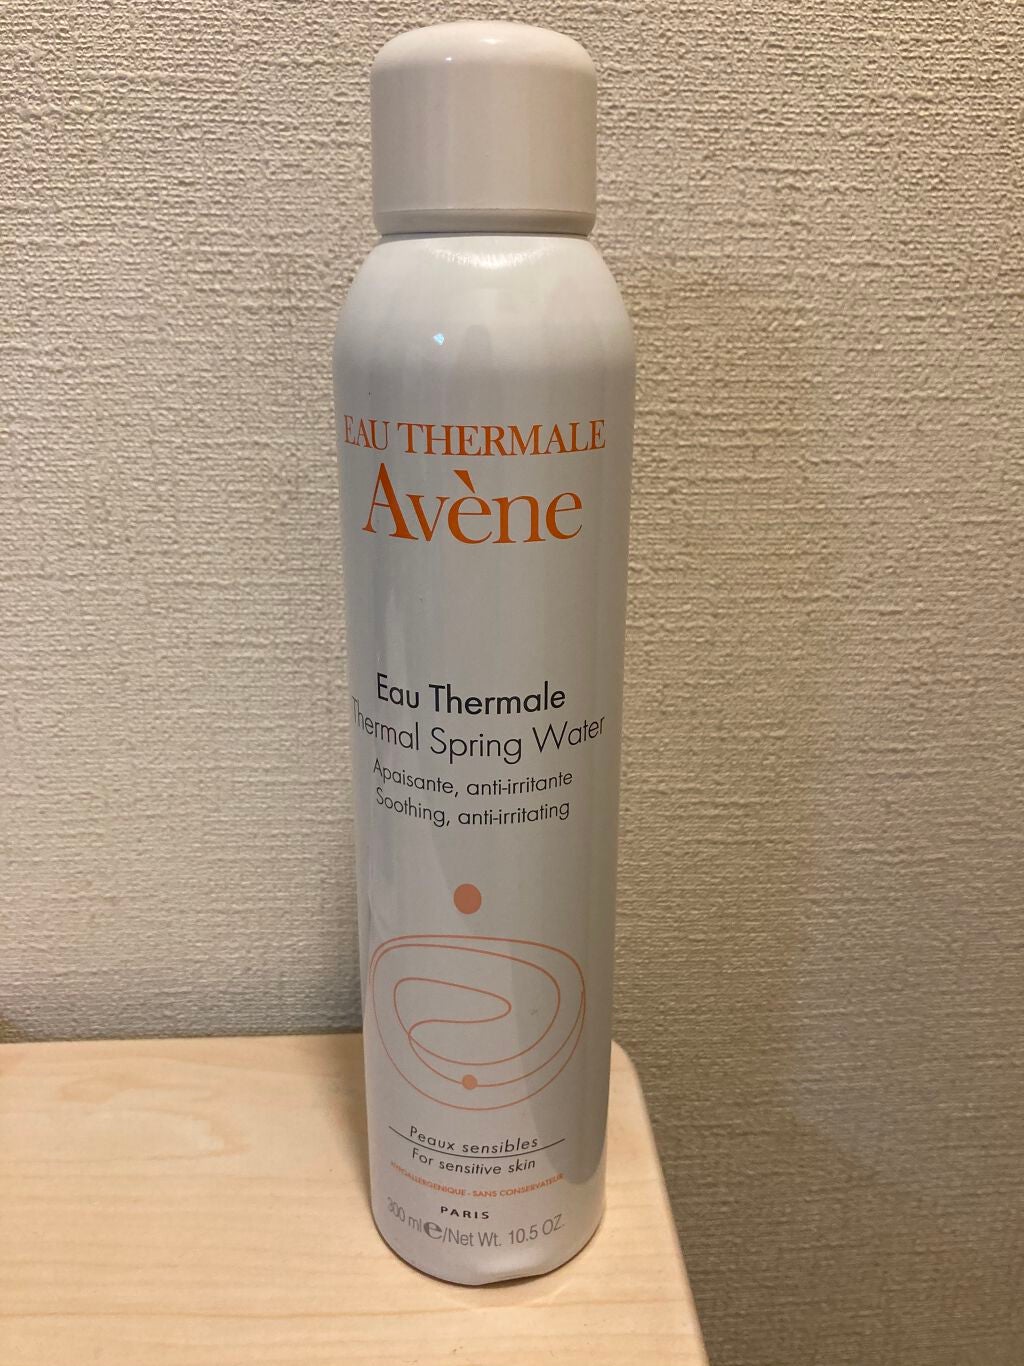 EAU THERMALE
Avène
Eau Thermale
Thermal Spring Water
Apaisante, anti-irritante
Soothing, anti-irritating
Peaux sensibles
For sensitive skin
HYPOALLERGENIQUE - SANS CONSERVATEUR
PARIS
300 ml ℮/Net Wt. 10.5 OZ.